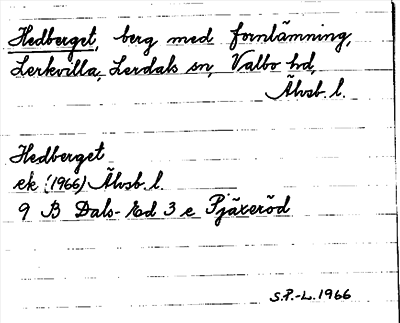 Hedberget, berg med fornlämning,
Lerkvilla, Lerdals sn, Valbo hd,
Älvsb. l.
Hedberget
ek (1966) Älvsb. l.
9 B Dals-Ed 3 e Pjäxeröd
S.P.-L. 1966